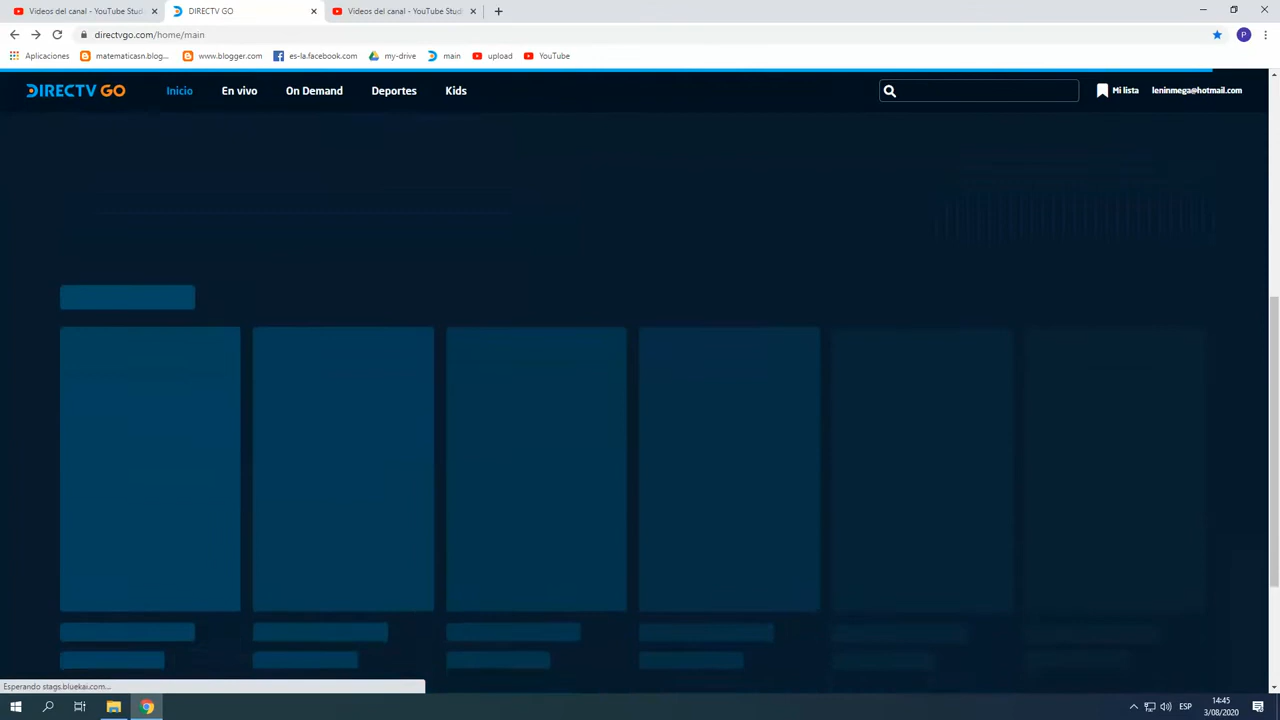 Videos del canal - YouTube Stud
DIRECTV GO
Videos del canal - YouTube Stud
directvgo.com/home/main
Aplicaciones
matematicasn.blog...
www.blogger.com
es-la.facebook.com
my-drive
main
upload
YouTube
DIRECTV GO
Inicio
En vivo
On Demand
Deportes
Kids
Mi lista
leninmega@hotmail.com
Esperando stags.bluekai.com...
ESP
14:45
3/08/2020
P